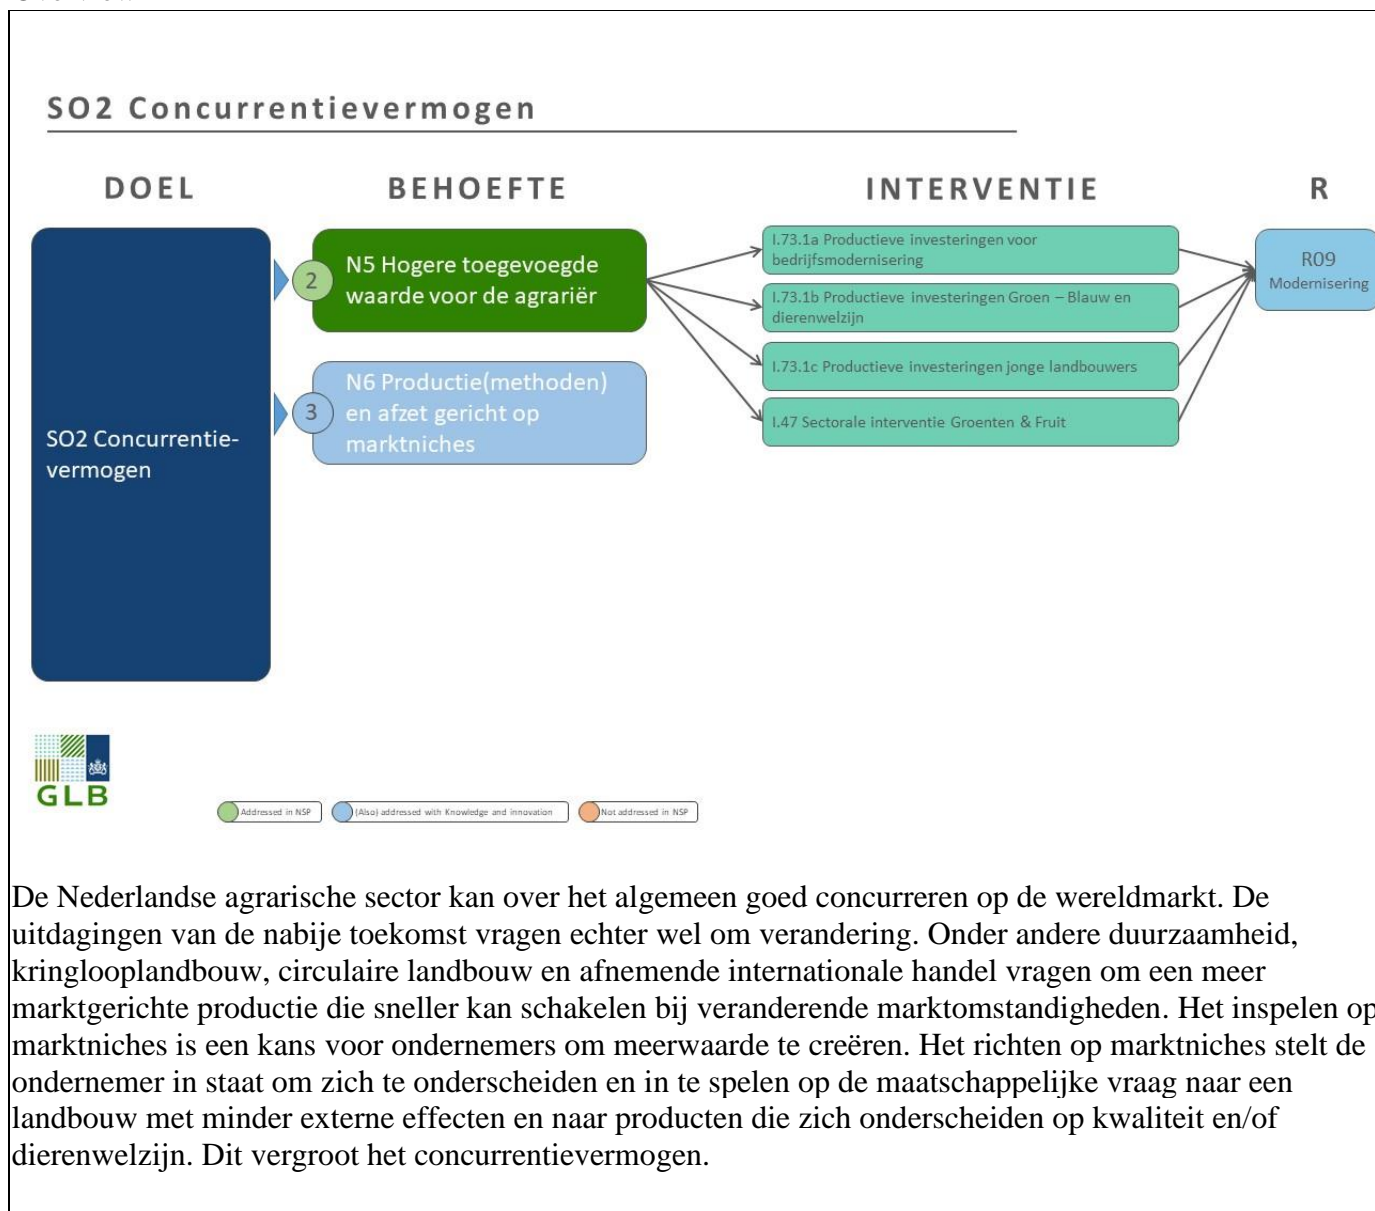 SO2 Concurrentievermogen
DOEL
BEHOEFTE
INTERVENTIE
R
SO2 Concurrentie-
vermogen
2
N5 Hogere toegevoegde
waarde voor de agrariër
3
N6 Productie(methoden)
en afzet gericht op
marktniches
I.73.1a Productieve investeringen voor
bedrijfsmodernisering
I.73.1b Productieve investeringen Groen – Blauw en
dierenwelzijn
I.73.1c Productieve investeringen jonge landbouwers
I.47 Sectorale interventie Groenten & Fruit
R09
Modernisering
GLB
Addressed in NSP
(Also) addressed with Knowledge and innovation
Not addressed in NSP
De Nederlandse agrarische sector kan over het algemeen goed concurreren op de wereldmarkt. De
uitdagingen van de nabije toekomst vragen echter wel om verandering. Onder andere duurzaamheid,
kringlooplandbouw, circulaire landbouw en afnemende internationale handel vragen om een meer
marktgerichte productie die sneller kan schakelen bij veranderende marktomstandigheden. Het inspelen op
marktniches is een kans voor ondernemers om meerwaarde te creëren. Het richten op marktniches stelt de
ondernemer in staat om zich te onderscheiden en in te spelen op de maatschappelijke vraag naar een
landbouw met minder externe effecten en naar producten die zich onderscheiden op kwaliteit en/of
dierenwelzijn. Dit vergroot het concurrentievermogen.